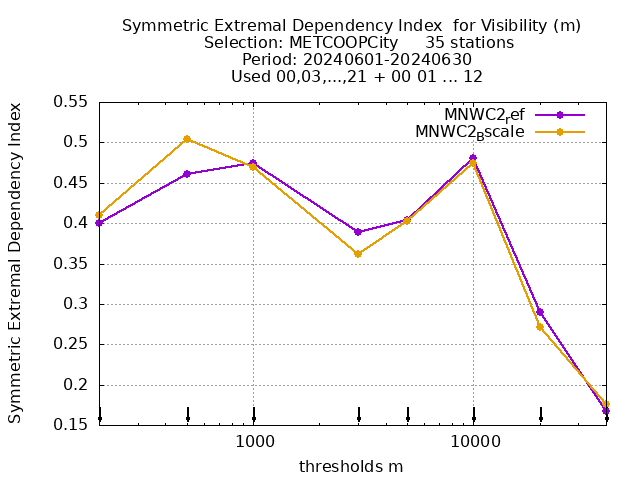 Symmetric Extremal Dependency Index  for Visibility (m)
Selection: METCOOPCity     35 stations
Period: 20240601-20240630
Used 00,03,...,21 + 00 01 ... 12
MNWC2ref
MNWC2Bscale
Symmetric Extremal Dependency Index
0.55
0.5
0.45
0.4
0.35
0.3
0.25
0.2
0.15
1000
10000
thresholds m